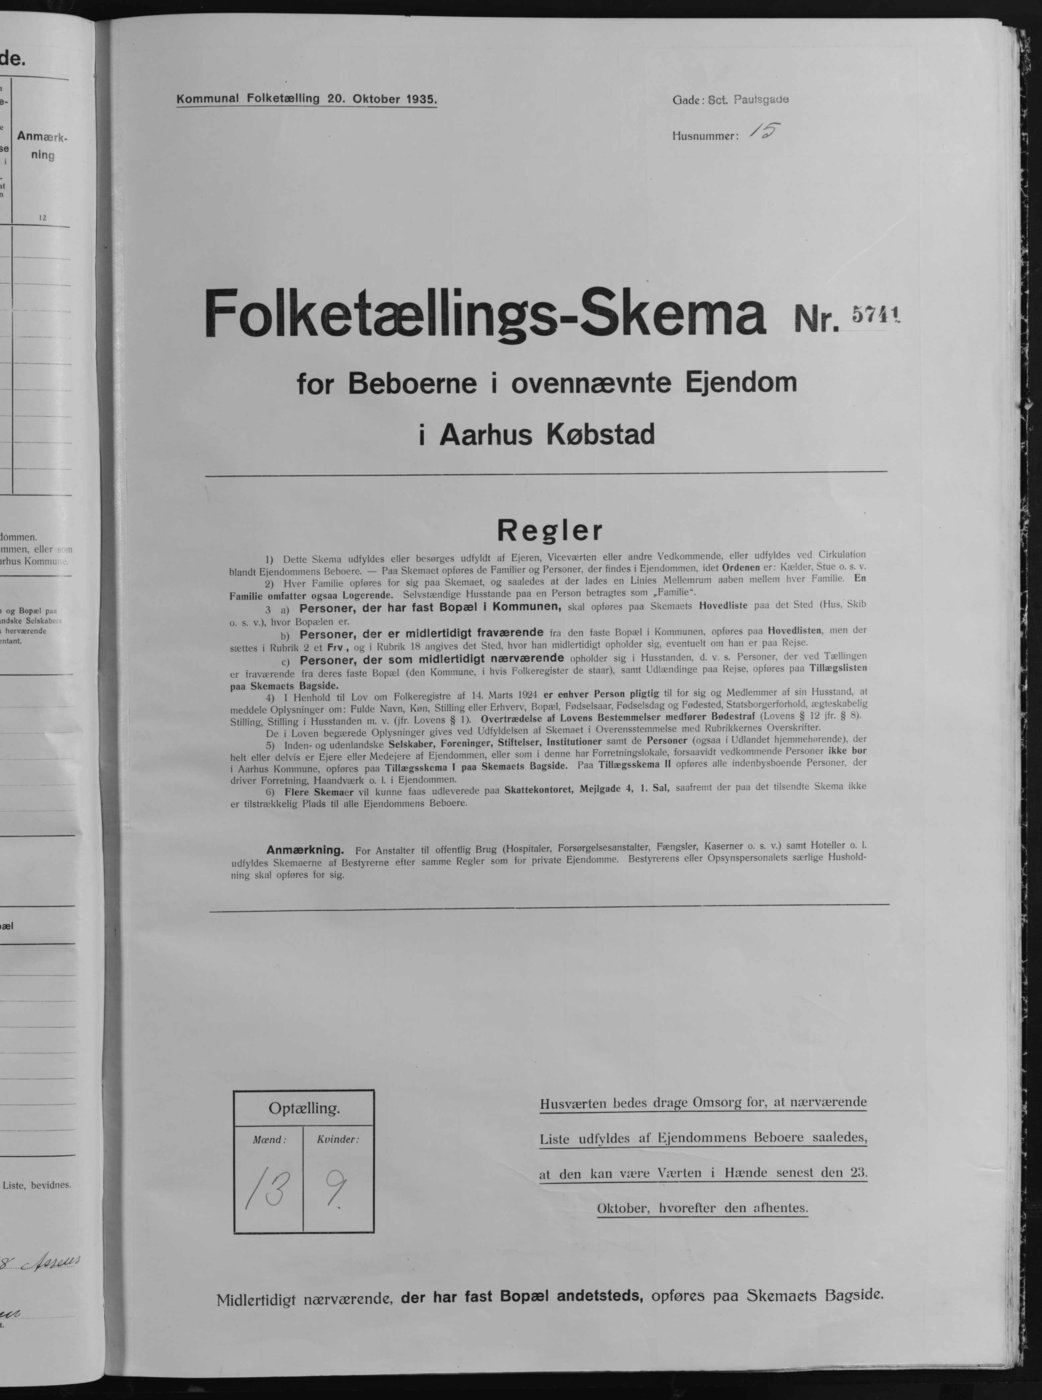 de.
Anmærk-
ning
12
dommen.
mmen, eller som
arhus Kommune.
og Bopæl paa
andske Selskabers
herværende
entant.
pæl
Liste, bevidnes.
Kommunal Folketælling 20. Oktober 1935.
Gade: Sct. Paulsgade
Husnummer: 15
Folketællings-Skema Nr. 5741
for Beboerne i ovennævnte Ejendom
i Aarhus Købstad
Regler
1) Dette Skema udfyldes eller besørges udfyldt af Ejeren, Viceværten eller andre Vedkommende, eller udfyldes ved Cirkulation
blandt Ejendommens Beboere. — Paa Skemaet opføres de Familier og Personer, der findes i Ejendommen, idet Ordenen er: Kælder, Stue o. s. v.
2) Hver Familie opføres for sig paa Skemaet, og saaledes at der lades en Linies Mellemrum aaben mellem hver Familie. En
Familie omfatter ogsaa Logerende. Selvstændige Husstande paa en Person betragtes som „Familie“.
3 a) Personer, der har fast Bopæl i Kommunen, skal opføres paa Skemaets Hovedliste paa det Sted (Hus, Skib
o. s. v.), hvor Bopælen er.
b) Personer, der er midlertidigt fraværende fra den faste Bopæl i Kommunen, opføres paa Hovedlisten, men der
sættes i Rubrik 2 et Frv., og i Rubrik 18 angives det Sted, hvor han midlertidigt opholder sig, eventuelt om han er paa Rejse.
c) Personer, der som midlertidigt nærværende opholder sig i Husstanden, d. v. s. Personer, der ved Tællingen
er fraværende fra deres faste Bopæl (den Kommune, i hvis Folkeregister de staar), samt Udlændinge paa Rejse, opføres paa Tillægslisten
paa Skemaets Bagside.
4) I Henhold til Lov om Folkeregistre af 14. Marts 1924 er enhver Person pligtig til for sig og Medlemmer af sin Husstand, at
meddele Oplysninger om: Fulde Navn, Køn, Stilling eller Erhverv, Bopæl, Fødselsaar, Fødselsdag og Fødested, Statsborgerforhold, ægteskabelig
Stilling, Stilling i Husstanden m. v. (jfr. Lovens § 1). Overtrædelse af Lovens Bestemmelser medfører Bødestraf (Lovens § 12 jfr. § 8).
De i Loven begærede Oplysninger gives ved Udfyldelsen af Skemaet i Overensstemmelse med Rubrikkernes Overskrifter.
5) Inden- og udenlandske Selskaber, Foreninger, Stiftelser, Institutioner samt de Personer (ogsaa i Udlandet hjemmehørende), der
helt eller delvis er Ejere eller Medejere af Ejendommen, eller som i denne har Forretningslokale, forsaavidt vedkommende Personer ikke bor
i Aarhus Kommune, opføres paa Tillægsskema I paa Skemaets Bagside. Paa Tillægsskema II opføres alle indenbysboende Personer, der
driver Forretning, Haandværk o. l. i Ejendommen.
6) Flere Skemaer vil kunne faas udleverede paa Skattekontoret, Mejlgade 4, 1. Sal, saafremt der paa det tilsendte Skema ikke
er tilstrækkelig Plads til alle Ejendommens Beboere.
Anmærkning. For Anstalter til offentlig Brug (Hospitaler, Forsørgelsesanstalter, Fængsler, Kaserner o. s. v.) samt Hoteller o. l.
udfyldes Skemaerne af Bestyrerne efter samme Regler som for private Ejendomme. Bestyrerens eller Opsynspersonalets særlige Hushold-
ning skal opføres for sig.
Optælling.
Mænd: Kvinder:
13 9.
Husværten bedes drage Omsorg for, at nærværende
Liste udfyldes af Ejendommens Beboere saaledes,
at den kan være Værten i Hænde senest den 23.
Oktober, hvorefter den afhentes.
Midlertidigt nærværende, der har fast Bopæl andetsteds, opføres paa Skemaets Bagside.